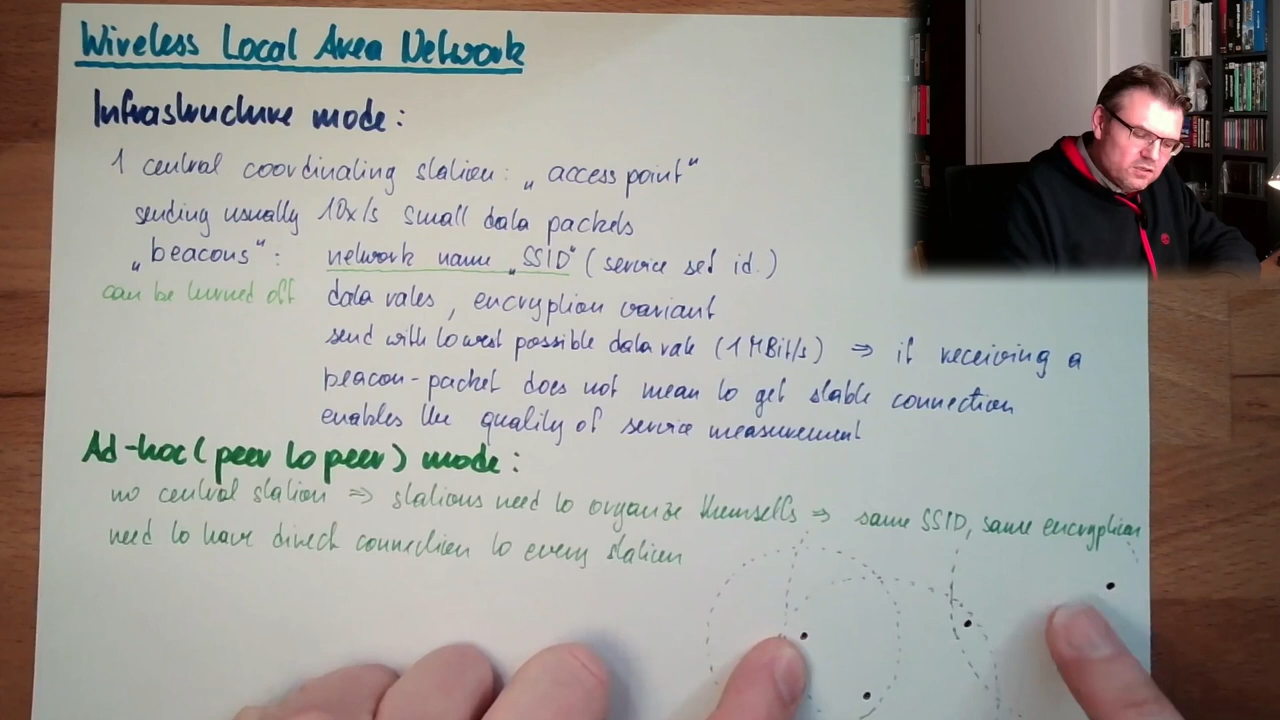 Wireless Local Area Network
Infrastructure mode:
1 central coordinating station: „access point"
sending usually 10x/s small data packets
„beacons": network name „SSID" (service set id.)
can be turned off data rates, encryption variant
send with lowest possible data rate (1 MBit/s) ⇒ if receiving a
beacon-packet does not mean to get stable connection
enables the quality of service measurement
Ad-hoc (peer to peer) mode:
no central station ⇒ stations need to organize themselfs ⇒ same SSID, same encryption
need to have direct connection to every station